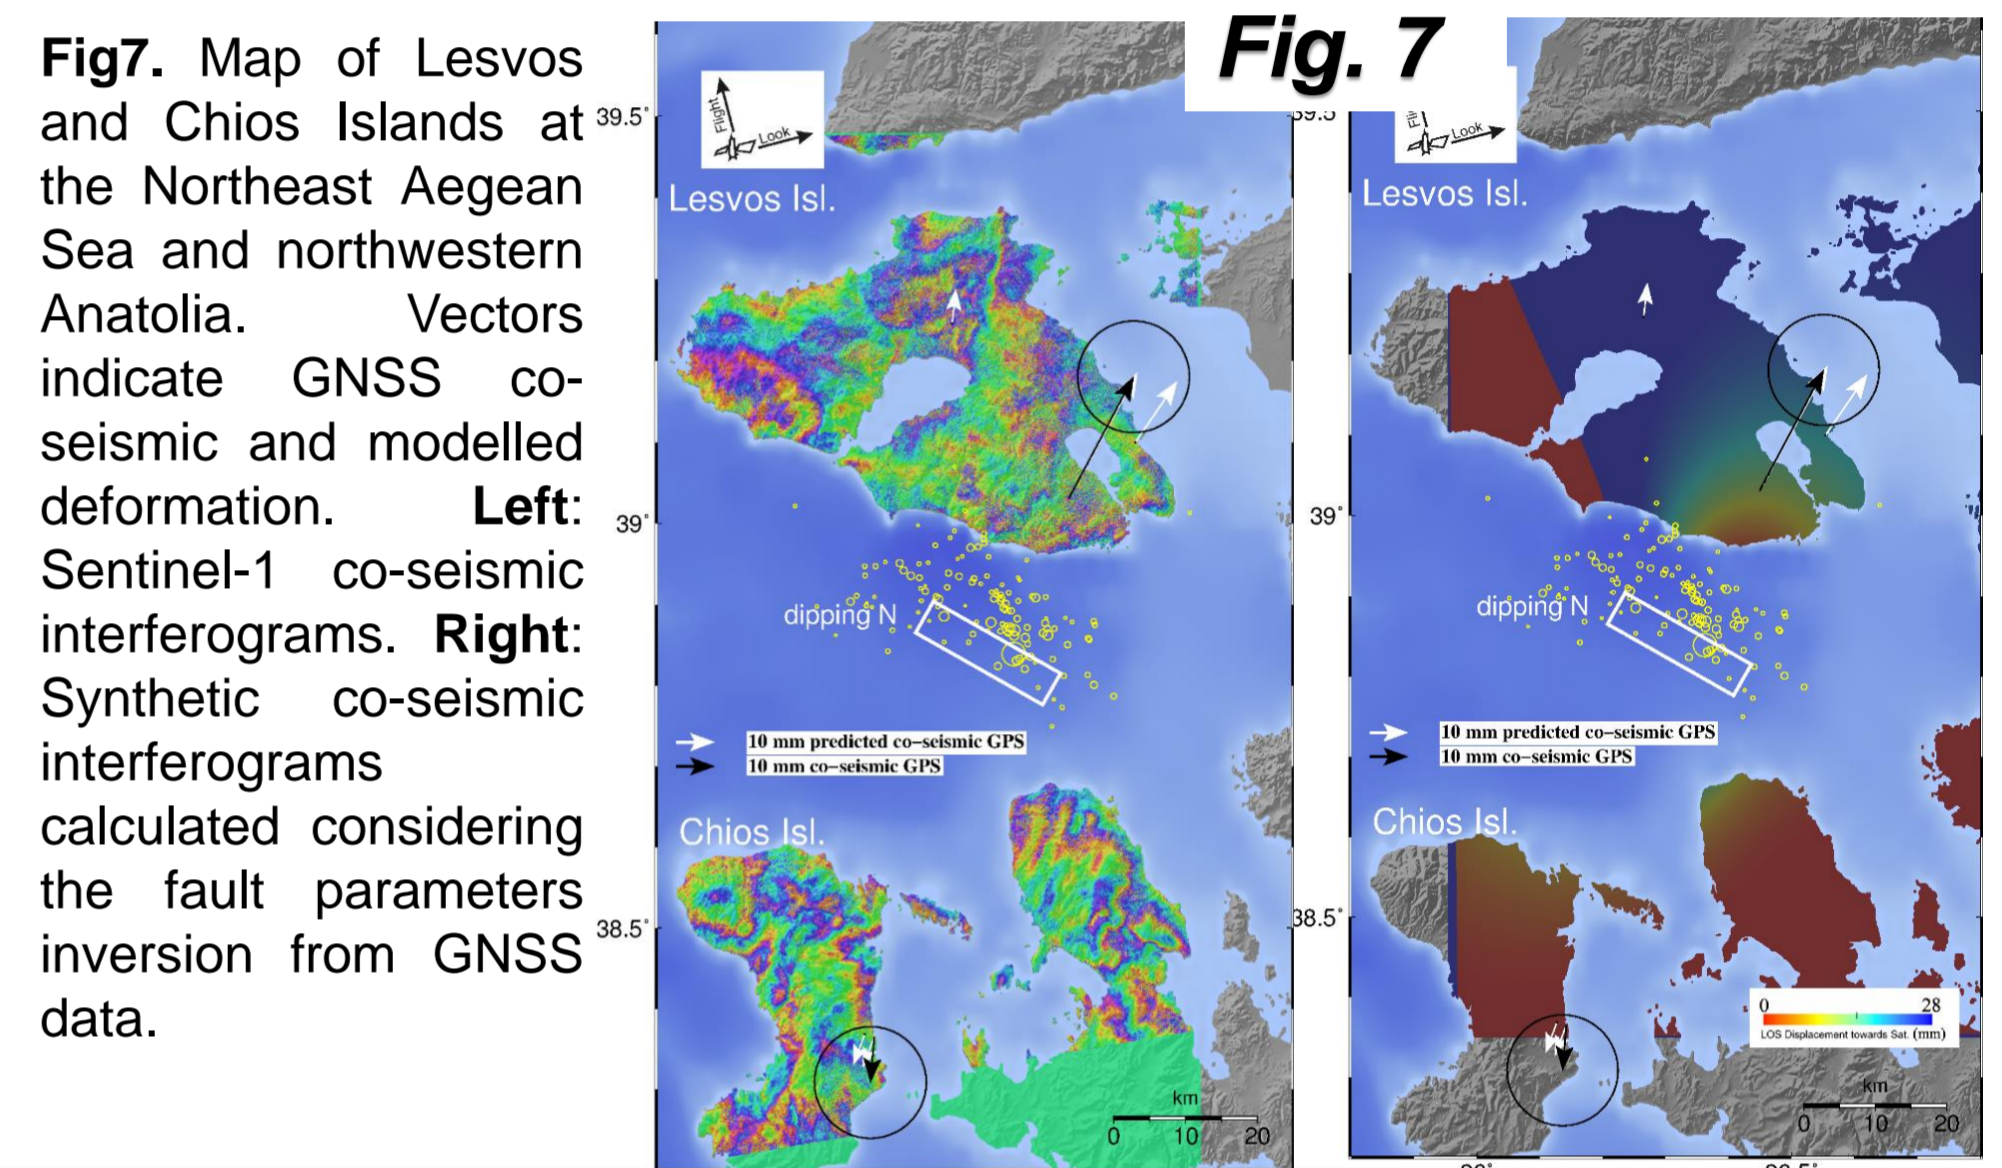 Fig7. Map of Lesvos
and Chios Islands at
the Northeast Aegean
Sea and northwestern
Anatolia. Vectors
indicate GNSS co-
seismic and modelled
deformation. Left:
Sentinel-1 co-seismic
interferograms. Right:
Synthetic co-seismic
interferograms
calculated considering
the fault parameters
inversion from GNSS
data.
Fig. 7
39.5°
Flight
Look
Lesvos Isl.
39°
dipping N
10 mm predicted co-seismic GPS
10 mm co-seismic GPS
Chios Isl.
38.5°
km
0 10 20
39.5
Look
Lesvos Isl.
39°
dipping N
10 mm predicted co-seismic GPS
10 mm co-seismic GPS
Chios Isl.
38.5°
0 28
LOS Displacement towards Sat. (mm)
km
0 10 20